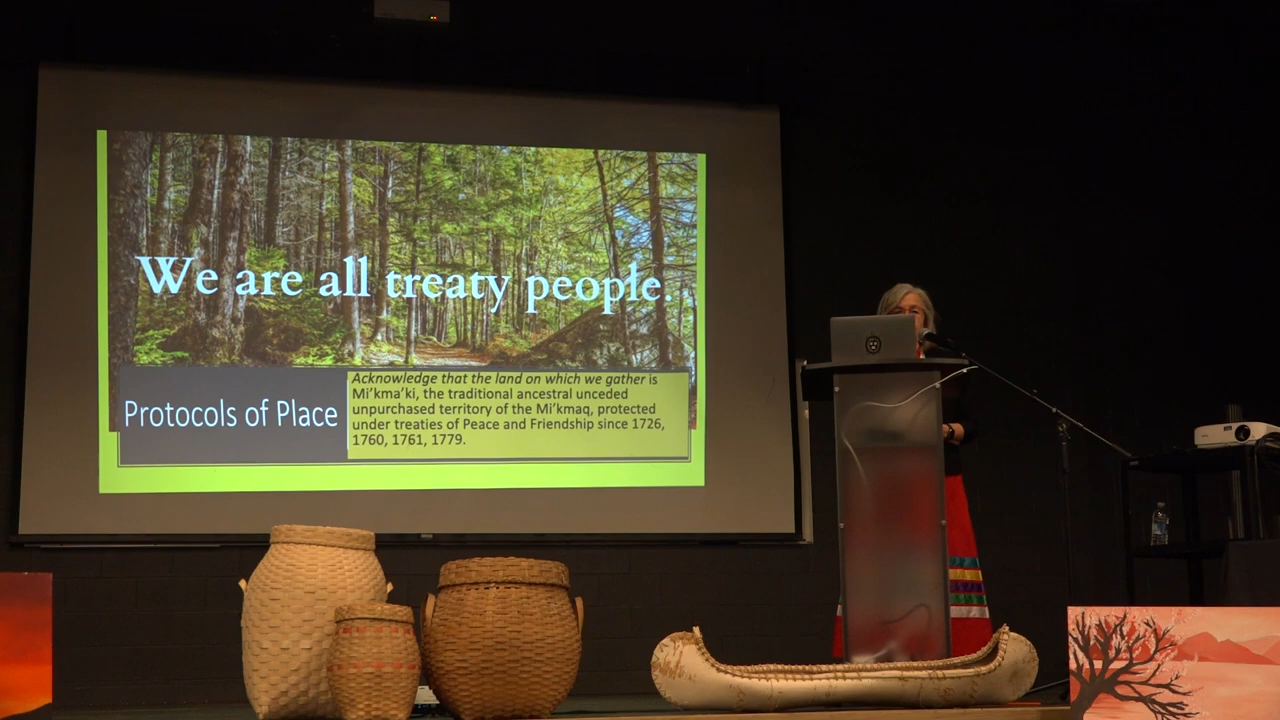 We are all treaty people.
Protocols of Place
Acknowledge that the land on which we gather is
Mi’kma’ki, the traditional ancestral unceded
unpurchased territory of the Mi’kmaq, protected
under treaties of Peace and Friendship since 1726,
1760, 1761, 1779.